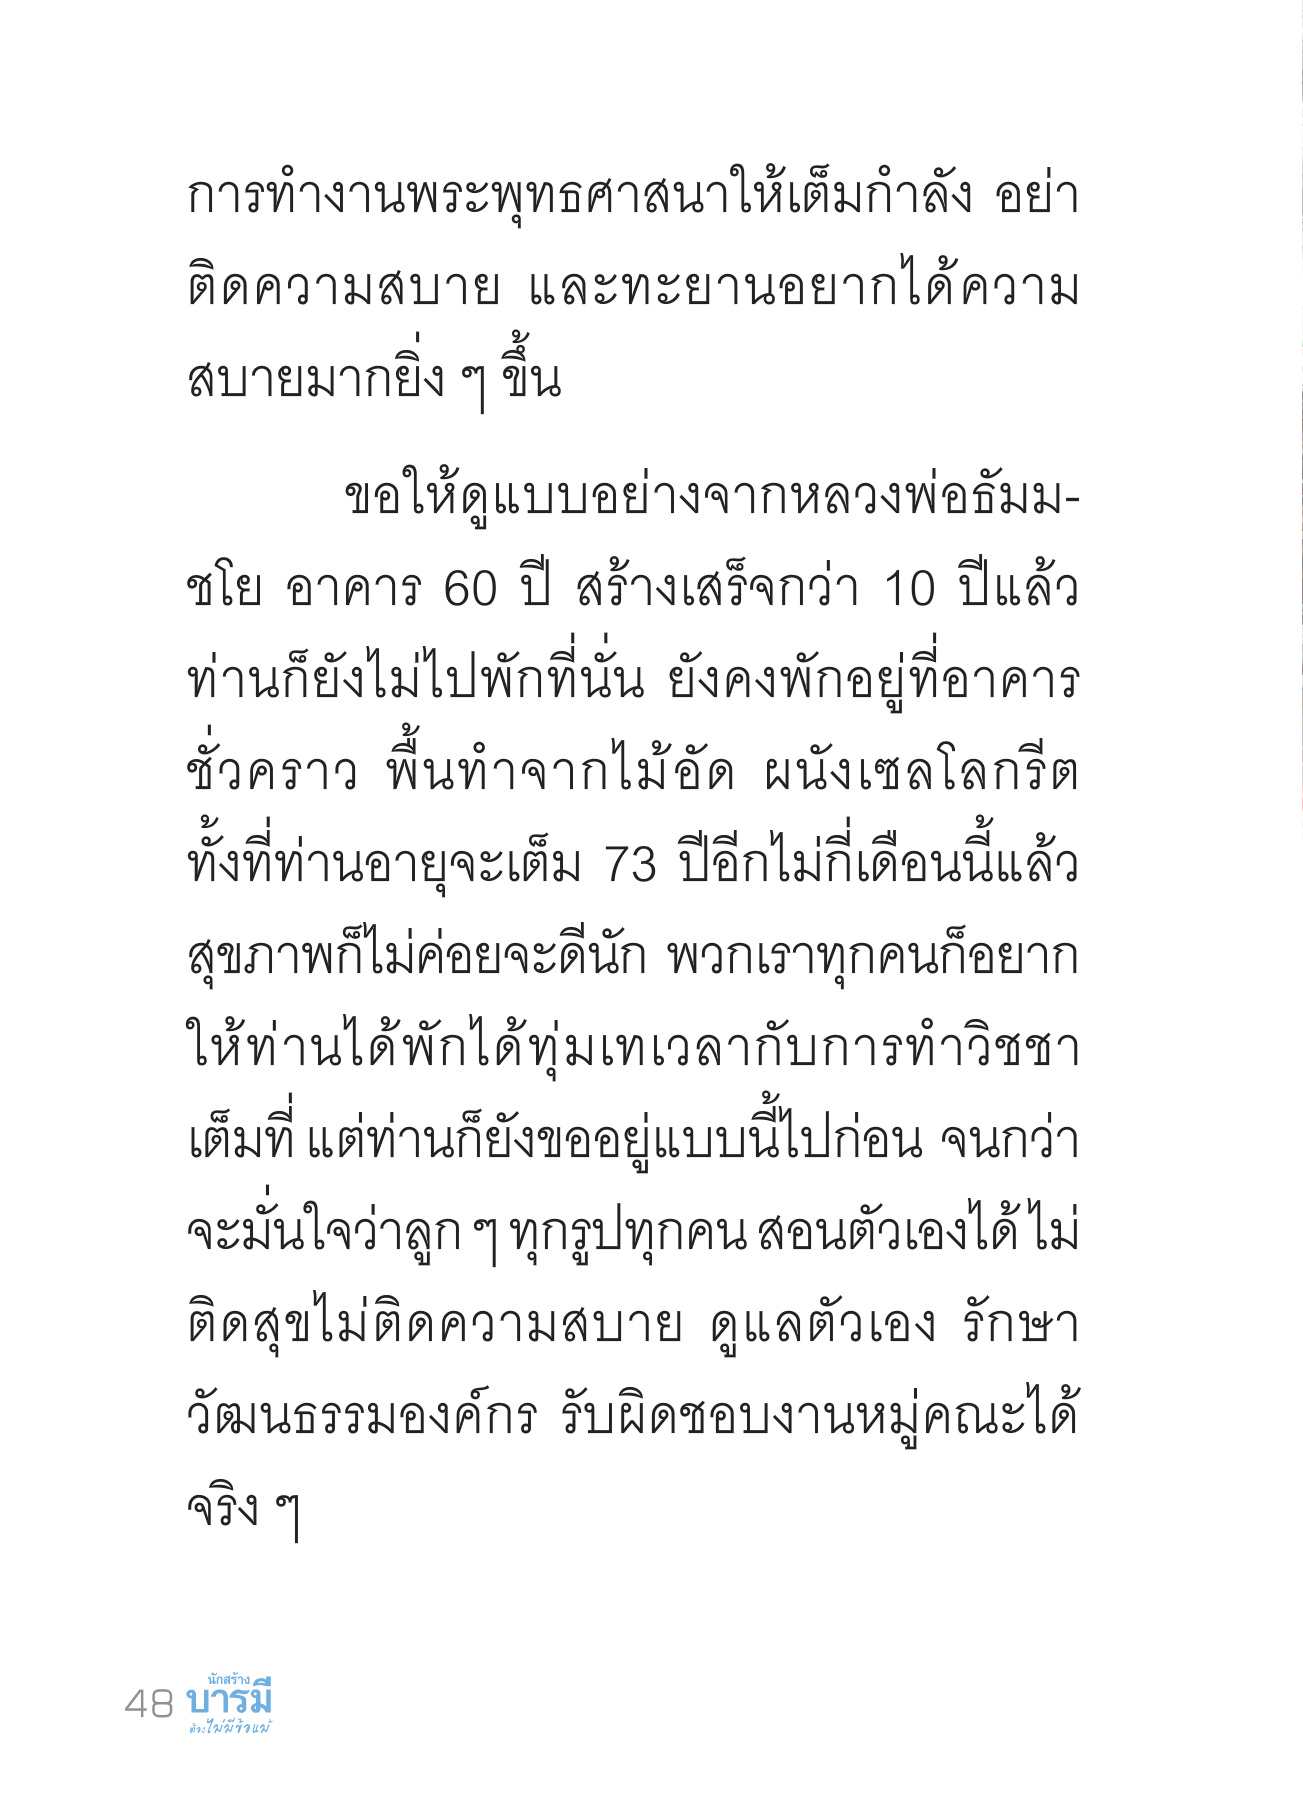 การทำงานพระพุทธศาสนาให้เต็มกำลัง อย่า
ติดความสบาย และทะยานอยากได้ความ
สบายมากยิ่ง ๆ ขึ้น
ขอให้ดูแบบอย่างจากหลวงพ่อธัมม-
ชโย อาคาร 60 ปี สร้างเสร็จกว่า 10 ปีแล้ว
ท่านก็ยังไม่ไปพักที่นั่น ยังคงพักอยู่ที่อาคาร
ชั่วคราว พื้นทำจากไม้อัด ผนังเซลโลกรีต
ทั้งที่ท่านอายุจะเต็ม 73 ปีอีกไม่กี่เดือนนี้แล้ว
สุขภาพก็ไม่ค่อยจะดีนัก พวกเราทุกคนก็อยาก
ให้ท่านได้พักได้ทุ่มเทเวลากับการทำวิชชา
เต็มที่ แต่ท่านก็ยังขออยู่แบบนี้ไปก่อน จนกว่า
จะมั่นใจว่าลูก ๆ ทุกรูปทุกคน สอนตัวเองได้ ไม่
ติดสุขไม่ติดความสบาย ดูแลตัวเอง รักษา
วัฒนธรรมองค์กร รับผิดชอบงานหมู่คณะได้
จริง ๆ
48 นักสร้าง
บารมี
ต้องไม่มีข้อแม้